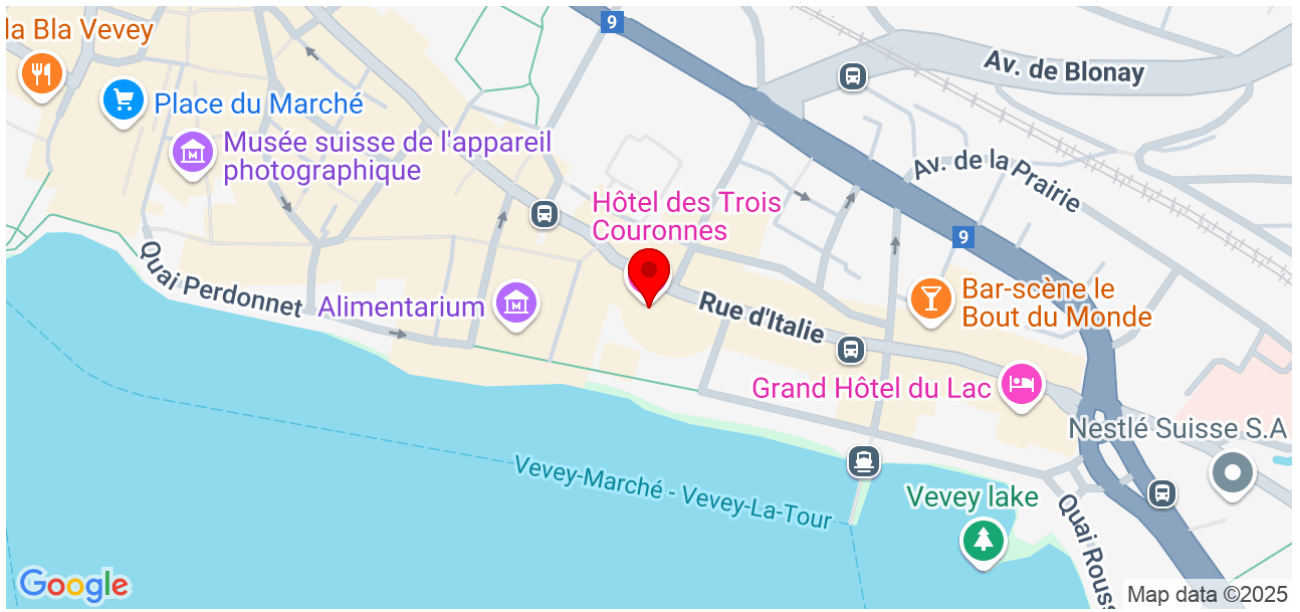 la Bla Vevey
9
Av. de Blonay
Place du Marché
Musée suisse de l'appareil
photographique
Av. de la Prairie
Hôtel des Trois
Couronnes
9
Quai Perdonnet
Alimentarium
Rue d'Italie
Bar-scène le
Bout du Monde
Grand Hôtel du Lac
Nestlé Suisse S.A
Vevey-Marché - Vevey-La-Tour
Vevey lake
Quai Rouss
Google
Map data ©2025